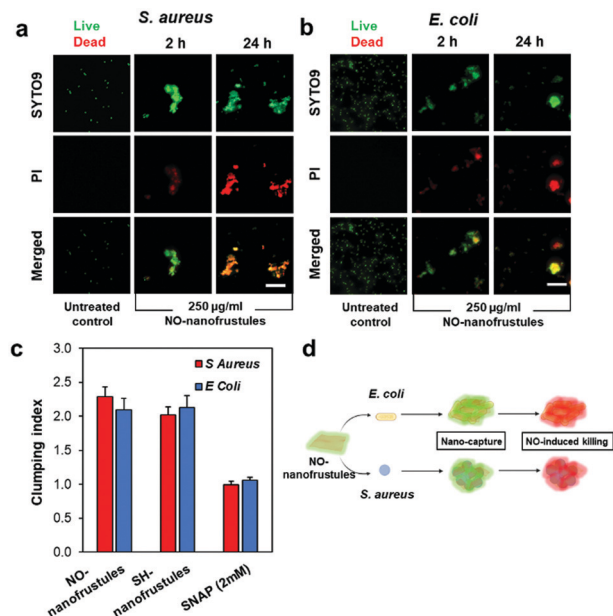 a
S. aureus
Live
Dead
2 h
24 h
SYTO9
PI
Merged
Untreated
control
250 µg/ml
NO-nanofrustules
b
E. coli
Live
Dead
2 h
24 h
SYTO9
PI
Merged
Untreated
control
250 µg/ml
NO-nanofrustules
c
Clumping index
3.0
2.5
2.0
1.5
1.0
0.5
0.0
S Aureus
E Coli
NO-
nanofrustules
SH-
nanofrustules
SNAP (2mM)
d
E. coli
NO-
nanofrustules
S. aureus
Nano-capture
NO-induced killing